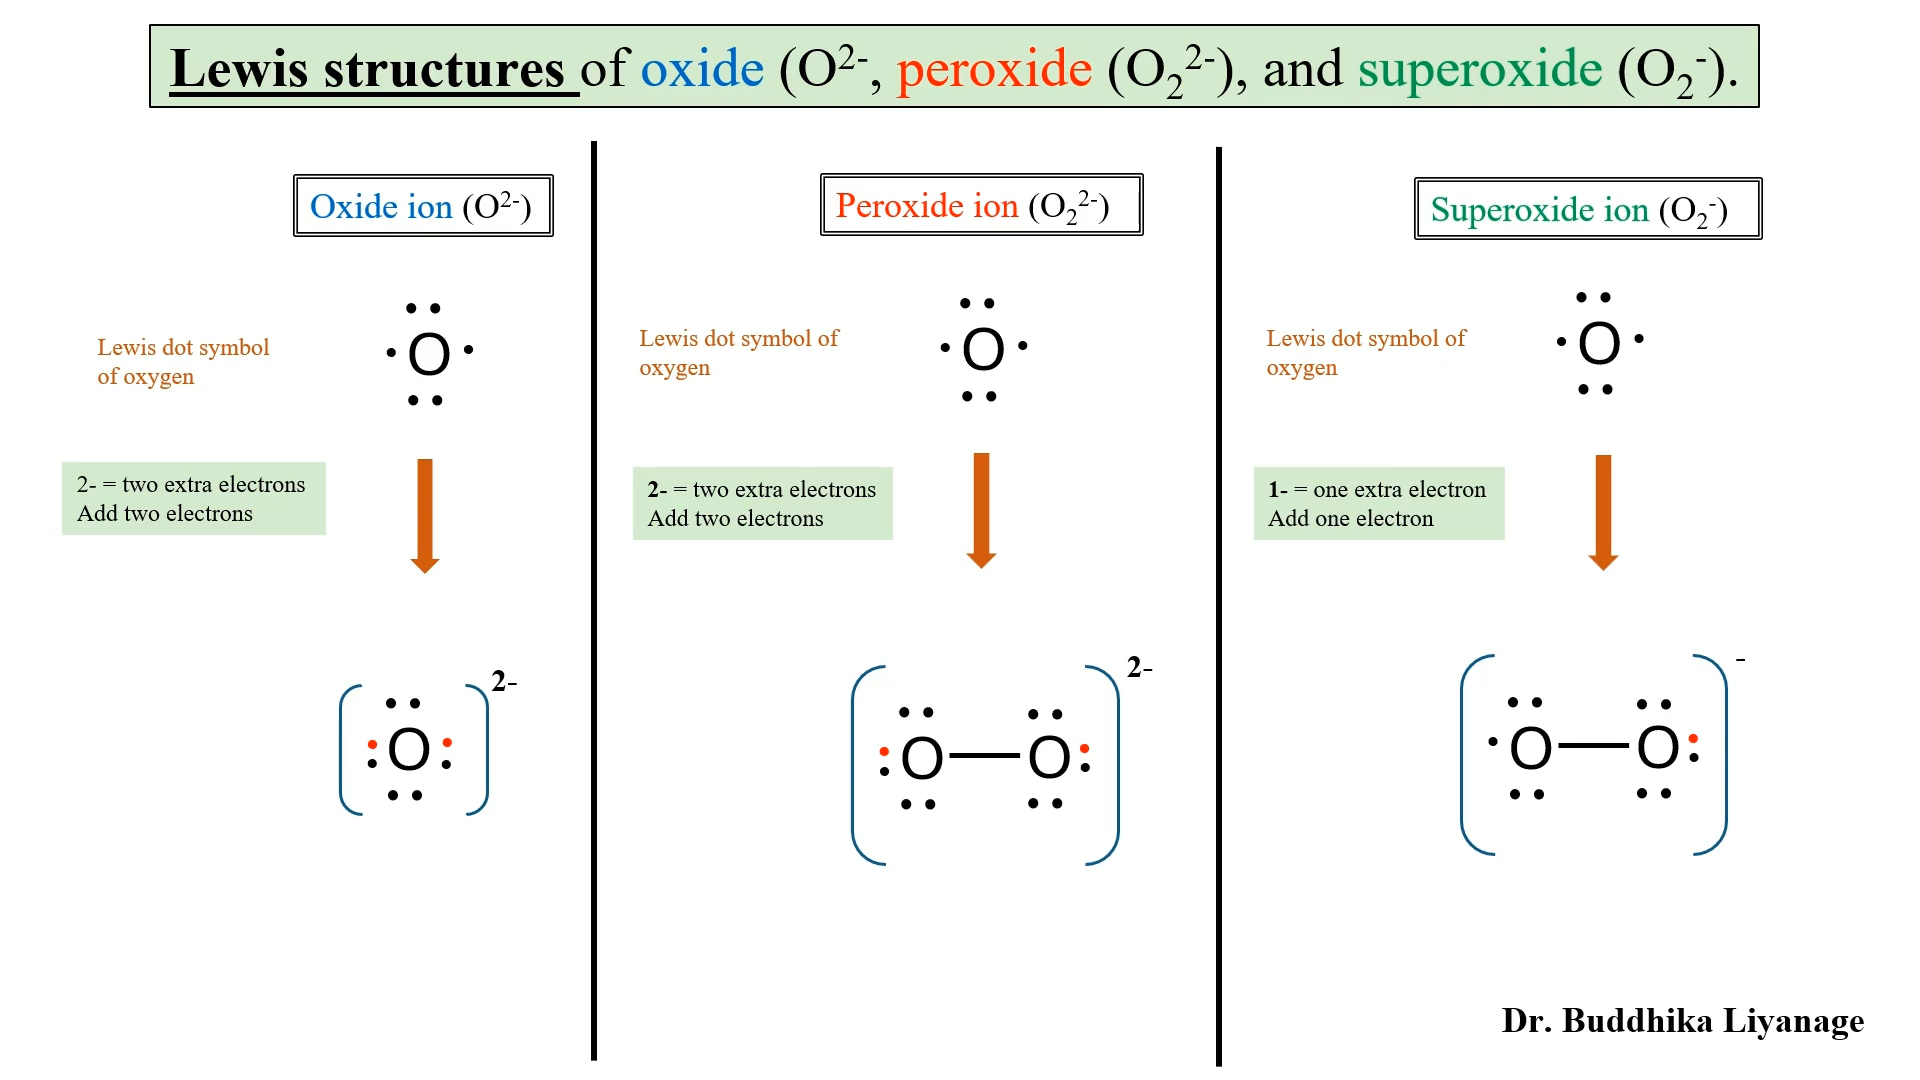 Lewis structures of oxide (O²⁻, peroxide (O₂²⁻), and superoxide (O₂⁻).
Oxide ion (O²⁻)
Lewis dot symbol
of oxygen
O
2- = two extra electrons
Add two electrons
O
2-
Peroxide ion (O₂²⁻)
Lewis dot symbol of
oxygen
O
2- = two extra electrons
Add two electrons
O O
2-
Superoxide ion (O₂⁻)
Lewis dot symbol of
oxygen
O
1- = one extra electron
Add one electron
O O
-
Dr. Buddhika Liyanage